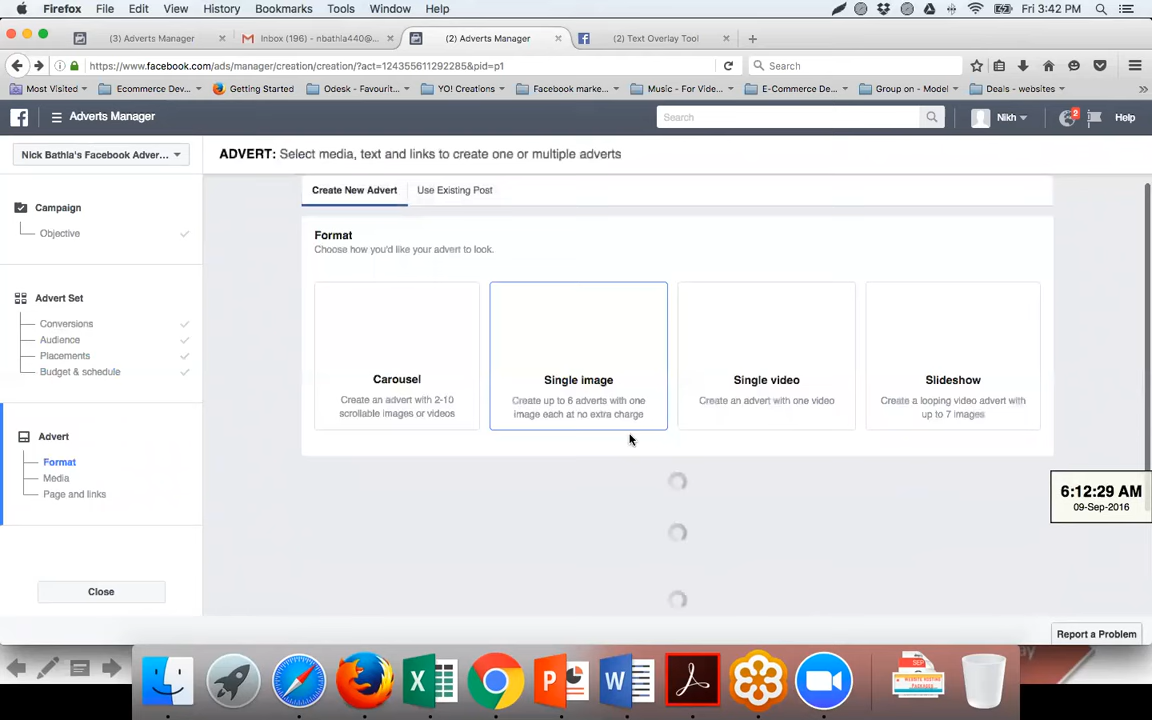 Firefox File Edit View History Bookmarks Tools Window Help Fri 3:42 PM
(3) Adverts Manager × Inbox (196) - nbathla440@... × (2) Adverts Manager × (2) Text Overlay Tool × +
https://www.facebook.com/ads/manager/creation/creation/?act=124355611292285&pid=p1 Search
Most Visited Ecommerce Dev... Getting Started Odesk - Favourit... YO! Creations Facebook marke... Music - For Vide... E-Commerce De... Group on - Model Deals - websites
Adverts Manager Search Nikh 2 Help
Nick Bathla's Facebook Adver... ADVERT: Select media, text and links to create one or multiple adverts
Create New Advert Use Existing Post
Campaign
Objective
Advert Set
Conversions
Audience
Placements
Budget & schedule
Advert
Format
Media
Page and links
Close
Format
Choose how you'd like your advert to look.
Carousel
Create an advert with 2-10
scrollable images or videos
Single image
Create up to 6 adverts with one
image each at no extra charge
Single video
Create an advert with one video
Slideshow
Create a looping video advert with
up to 7 images
6:12:29 AM
09-Sep-2016
Report a Problem